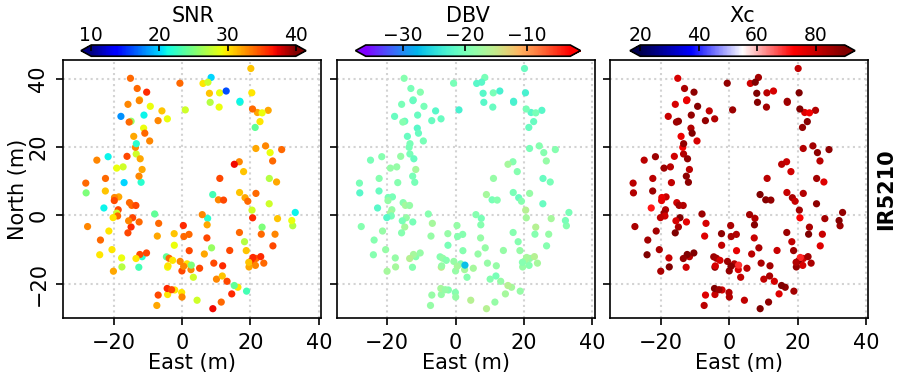 SNR DBV Xc
10 20 30 40 −30 −20 −10 20 40 60 80
40
20
0
−20
North (m)
IR5210
−20 0 20 40 −20 0 20 40 −20 0 20 40
East (m) East (m) East (m)